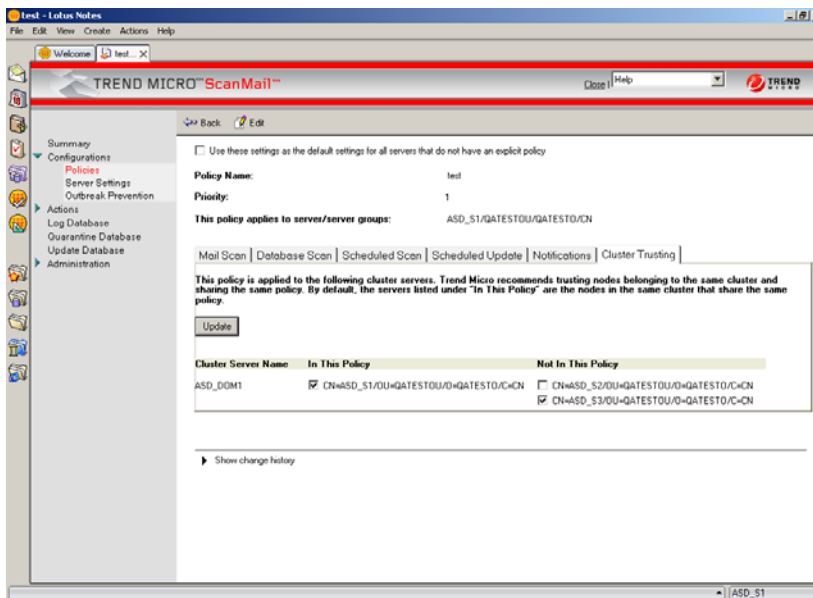 test - Lotus Notes
File Edit View Create Actions Help
Welcome test... X
TREND MICRO™ ScanMail™
Close | Help
TREND MICRO
Back Edit
Summary
Configurations
Policies
Server Settings
Outbreak Prevention
Actions
Log Database
Quarantine Database
Update Database
Administration
Use these settings as the default settings for all servers that do not have an explicit policy
Policy Name: test
Priority: 1
This policy applies to server/server groups: ASD_S1/QATESTOU/QATESTO/CN
Mail Scan Database Scan Scheduled Scan Scheduled Update Notifications Cluster Trusting
This policy is applied to the following cluster servers. Trend Micro recommends trusting nodes belonging to the same cluster and
sharing the same policy. By default, the servers listed under "In This Policy" are the nodes in the same cluster that share the same
policy.
Update
Cluster Server Name In This Policy Not In This Policy
ASD_DOM1 CN=ASD_S1/OU=QATESTOU/O=QATESTO/C=CN CN=ASD_S2/OU=QATESTOU/O=QATESTO/C=CN
CN=ASD_S3/OU=QATESTOU/O=QATESTO/C=CN
Show change history
ASD_S1